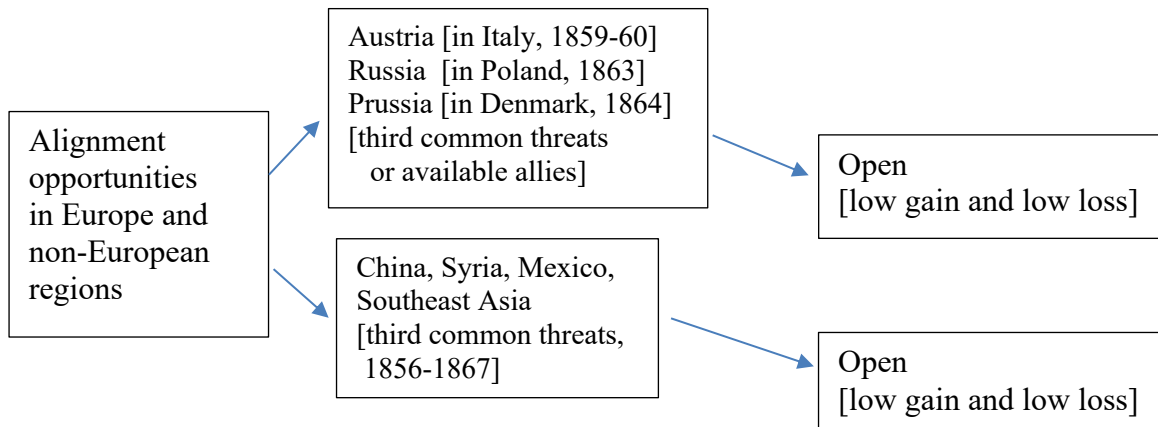 Alignment
opportunities
in Europe and
non-European
regions
Austria [in Italy, 1859-60]
Russia [in Poland, 1863]
Prussia [in Denmark, 1864]
[third common threats
or available allies]
Open
[low gain and low loss]
China, Syria, Mexico,
Southeast Asia
[third common threats,
1856-1867]
Open
[low gain and low loss]